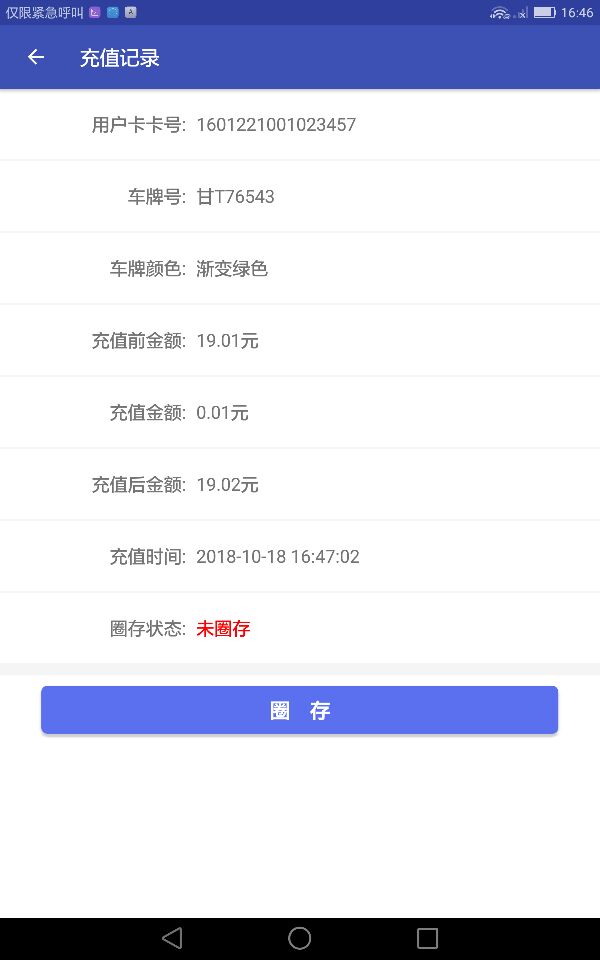 仅限紧急呼叫 16:46
充值记录
用户卡卡号: 1601221001023457
车牌号: 甘T76543
车牌颜色: 渐变绿色
充值前金额: 19.01元
充值金额: 0.01元
充值后金额: 19.02元
充值时间: 2018-10-18 16:47:02
圈存状态: 未圈存
圈 存